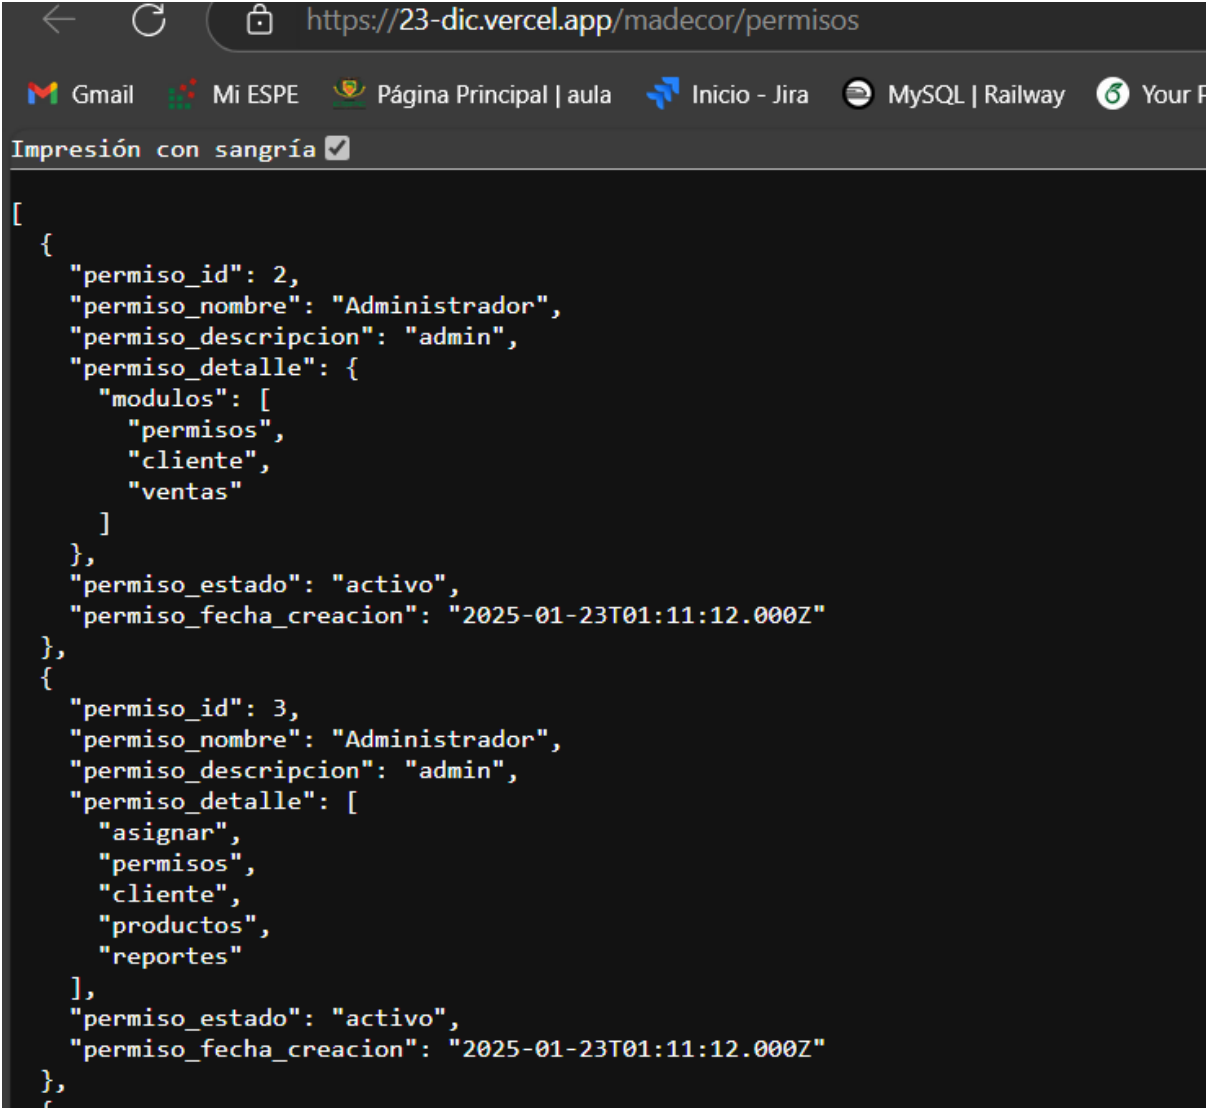 https://23-dic.vercel.app/madecor/permisos
Gmail Mi ESPE Página Principal | aula Inicio - Jira MySQL | Railway Your
Impresión con sangría
[
  {
    "permiso_id": 2,
    "permiso_nombre": "Administrador",
    "permiso_descripcion": "admin",
    "permiso_detalle": {
      "modulos": [
        "permisos",
        "cliente",
        "ventas"
      ]
    },
    "permiso_estado": "activo",
    "permiso_fecha_creacion": "2025-01-23T01:11:12.000Z"
  },
  {
    "permiso_id": 3,
    "permiso_nombre": "Administrador",
    "permiso_descripcion": "admin",
    "permiso_detalle": [
      "asignar",
      "permisos",
      "cliente",
      "productos",
      "reportes"
    ],
    "permiso_estado": "activo",
    "permiso_fecha_creacion": "2025-01-23T01:11:12.000Z"
  },